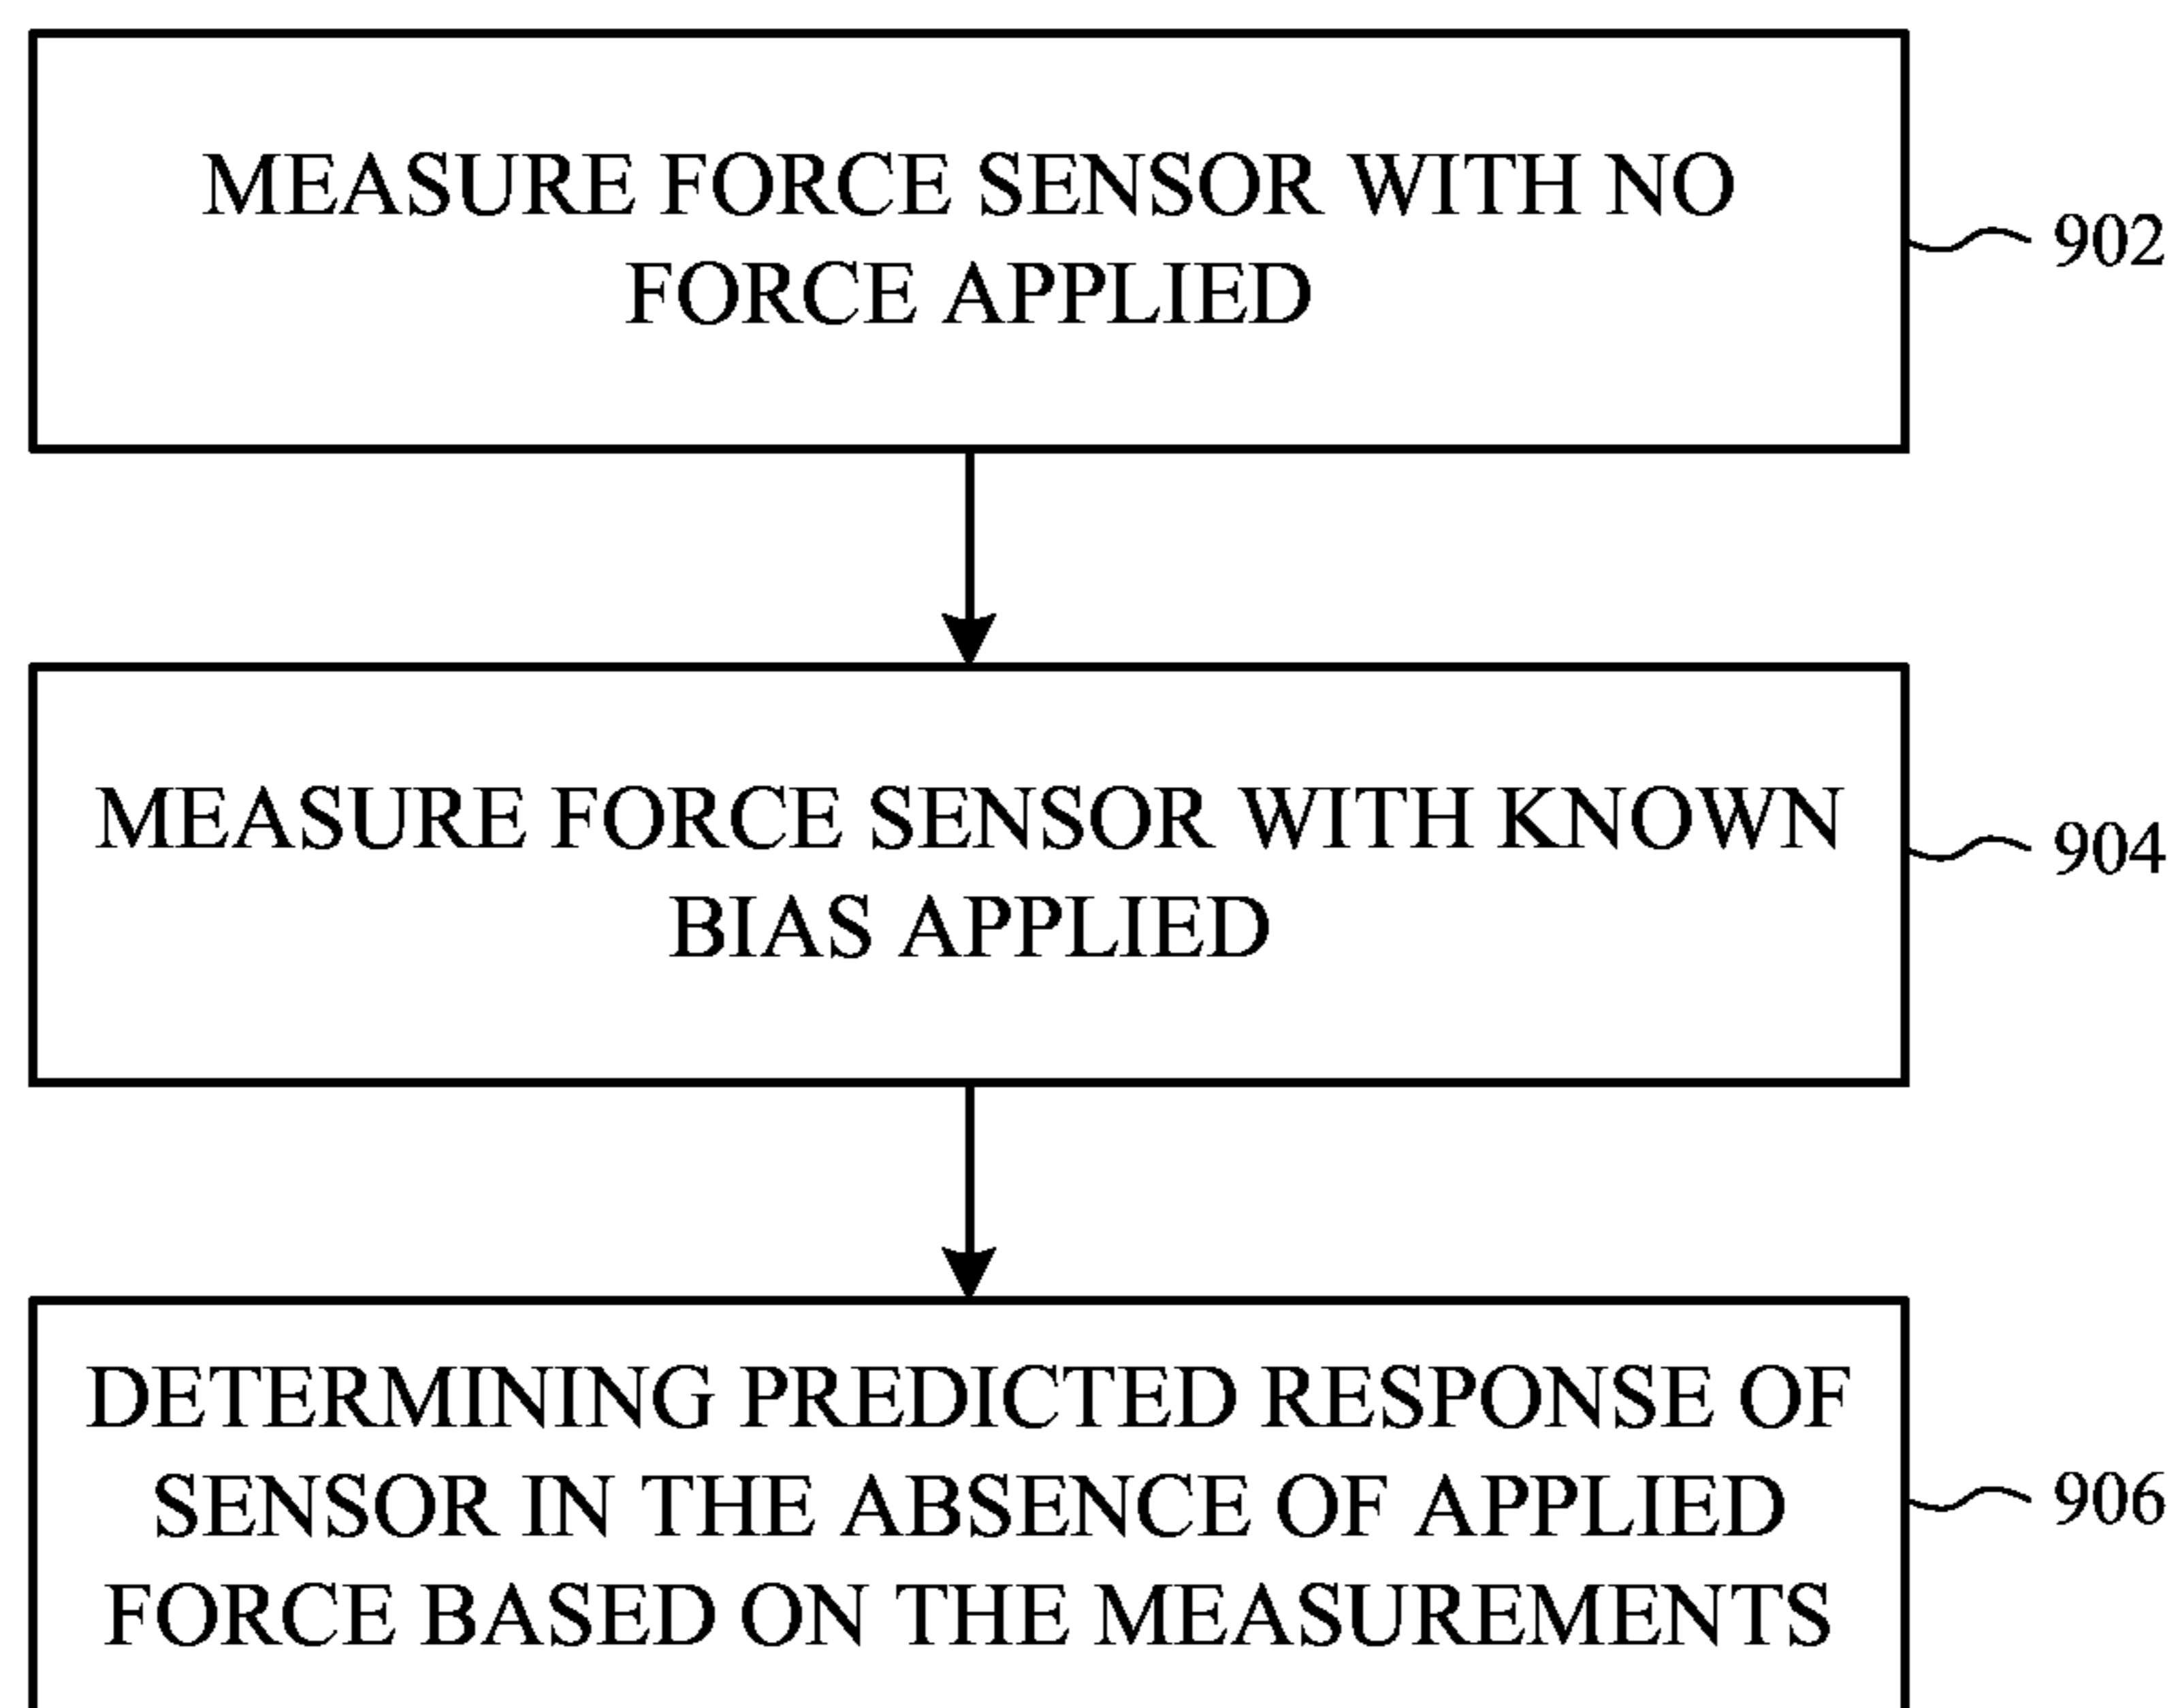 MEASURE FORCE SENSOR WITH NO
FORCE APPLIED
902
MEASURE FORCE SENSOR WITH KNOWN
BIAS APPLIED
904
DETERMINING PREDICTED RESPONSE OF
SENSOR IN THE ABSENCE OF APPLIED
FORCE BASED ON THE MEASUREMENTS
906